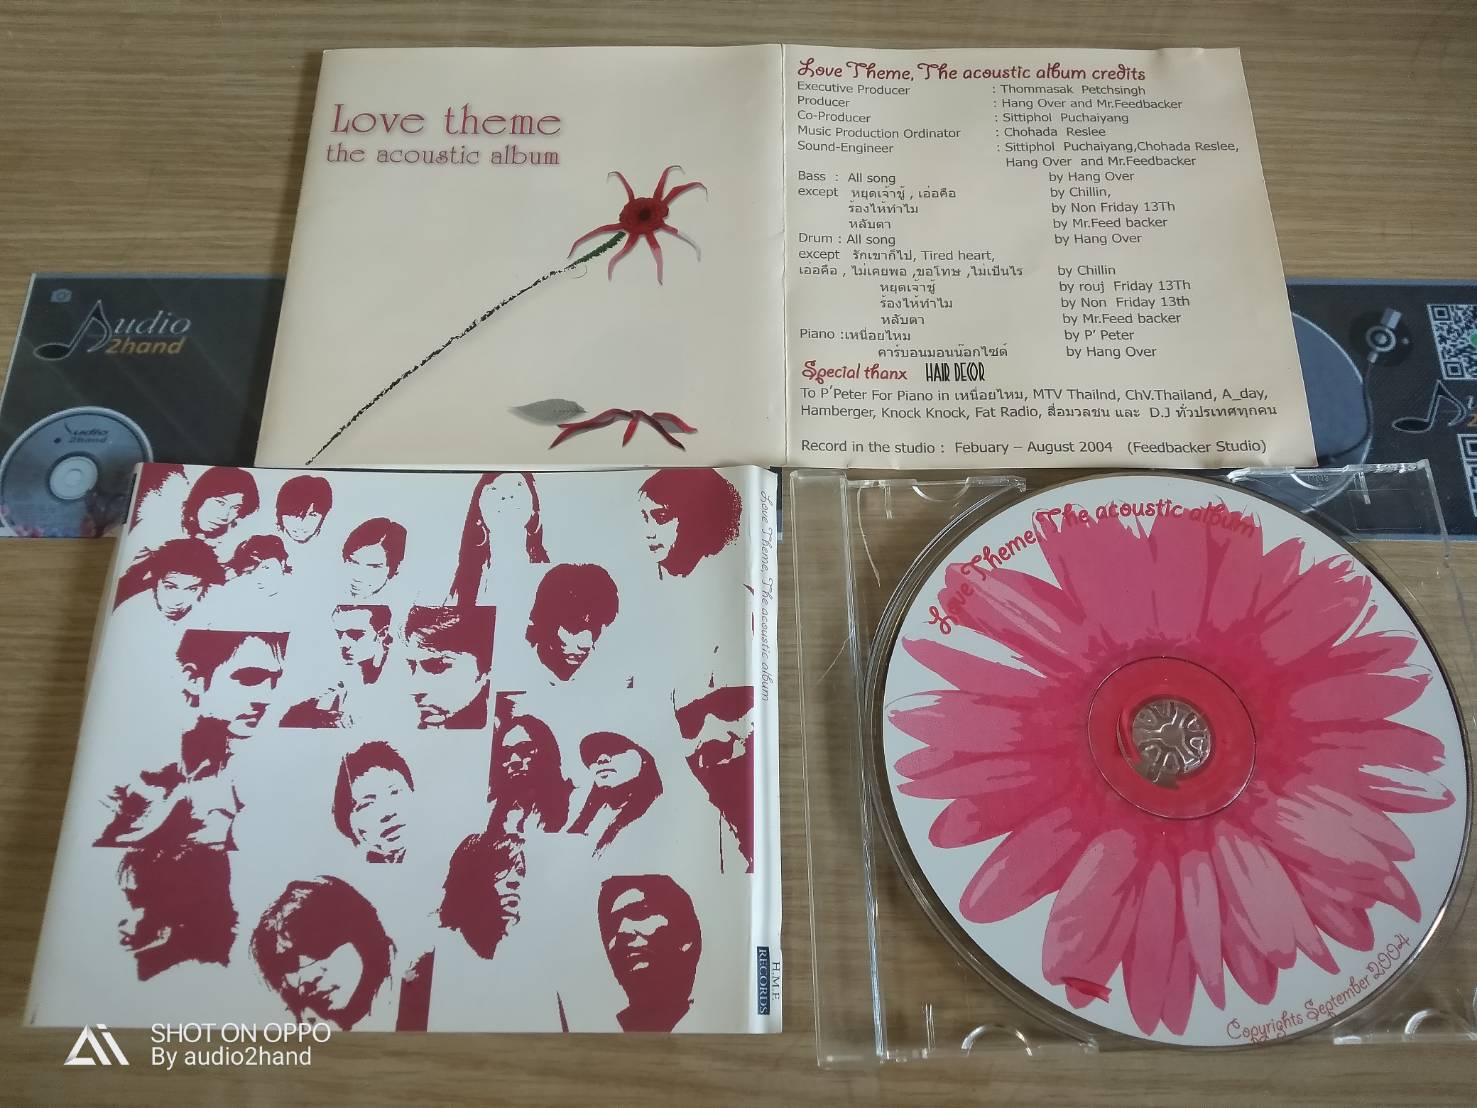 Love theme
the acoustic album
Love Theme, The acoustic album credits
Executive Producer : Thommasak Petchsingh
Producer : Hang Over and Mr.Feedbacker
Co-Producer : Sittiphol Puchaiyang
Music Production Ordinator : Chohada Reslee
Sound-Engineer : Sittiphol Puchaiyang,Chohada Reslee,
Hang Over and Mr.Feedbacker
Bass : All song by Hang Over
except หยุดเจ้าชู้ , เอ่อคือ by Chillin,
ร้องไห้ทำไม by Non Friday 13Th
หลับตา by Mr.Feed backer
Drum : All song by Hang Over
except รักเขาก็ไป, Tired heart,
เอ่อคือ , ไม่เคยพอ ,ขอโทษ ,ไม่เป็นไร by Chillin
หยุดเจ้าชู้ by rouj Friday 13Th
ร้องไห้ทำไม by Non Friday 13th
หลับตา by Mr.Feed backer
Piano :เหนื่อยไหม by P' Peter
คาร์บอนมอนน๊อกไซด์ by Hang Over
Special thanx HAIR DECOR
To P'Peter For Piano in เหนื่อยไหม, MTV Thailnd, ChV.Thailand, A_day,
Hamberger, Knock Knock, Fat Radio, สื่อมวลชน และ D.J ทั่วประเทศทุกคน
Record in the studio : Febuary – August 2004 (Feedbacker Studio)
Audio
2hand
Audio
2hand
Love Theme, The acoustic album
H.M.F.
RECORDS
Love Theme, The acoustic album
Copyrights September 2004
SHOT ON OPPO
By audio2hand